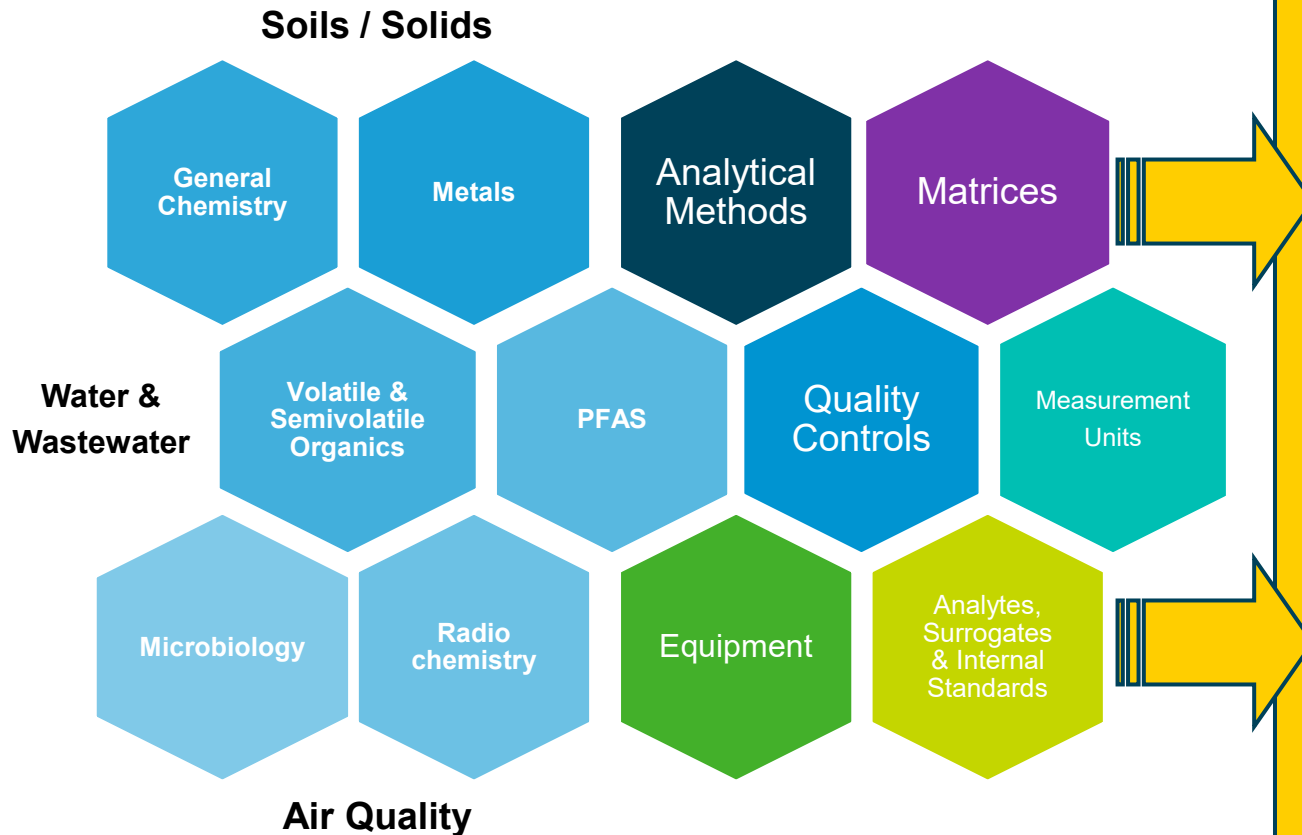 Soils / Solids
General
Chemistry
Metals
Analytical
Methods
Matrices
Water &
Wastewater
Volatile &
Semivolatile
Organics
PFAS
Quality
Controls
Measurement
Units
Microbiology
Radio
chemistry
Equipment
Analytes,
Surrogates
& Internal
Standards
Air Quality